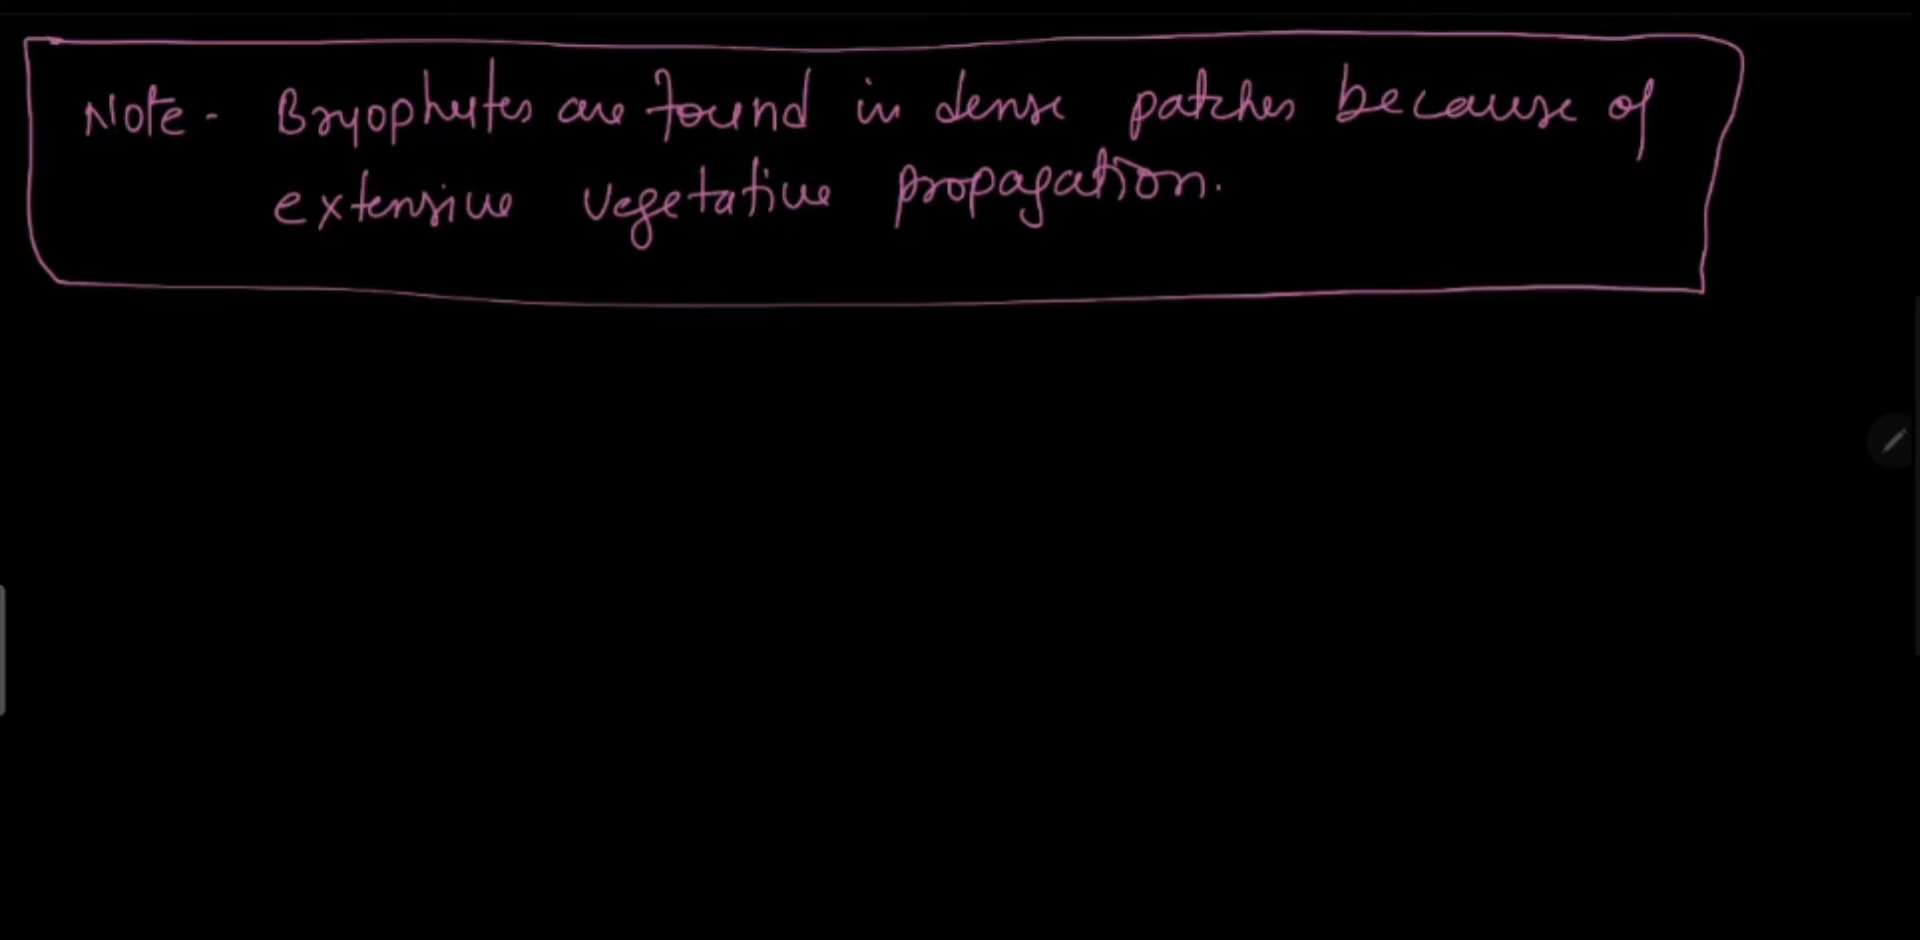 Note - Bryophytes are found in dense patches because of
extensive vegetative propagation.